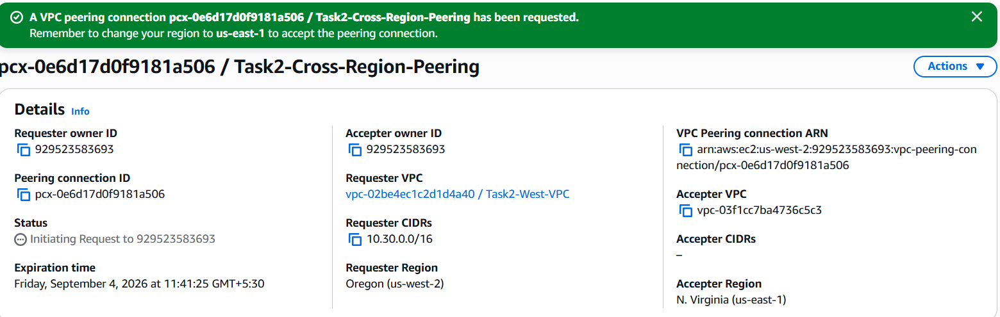 A VPC peering connection pcx-0e6d17d0f9181a506 / Task2-Cross-Region-Peering has been requested.
Remember to change your region to us-east-1 to accept the peering connection.
pcx-0e6d17d0f9181a506 / Task2-Cross-Region-Peering
Actions
Details Info
Requester owner ID
929523583693
Peering connection ID
pcx-0e6d17d0f9181a506
Status
Initiating Request to 929523583693
Expiration time
Friday, September 4, 2026 at 11:41:25 GMT+5:30
Accepter owner ID
929523583693
Requester VPC
vpc-02be4ec1c2d1d4a40 / Task2-West-VPC
Requester CIDRs
10.30.0.0/16
Requester Region
Oregon (us-west-2)
VPC Peering connection ARN
arn:aws:ec2:us-west-2:929523583693:vpc-peering-con
nection/pcx-0e6d17d0f9181a506
Accepter VPC
vpc-03f1cc7ba4736c5c3
Accepter CIDRs
–
Accepter Region
N. Virginia (us-east-1)